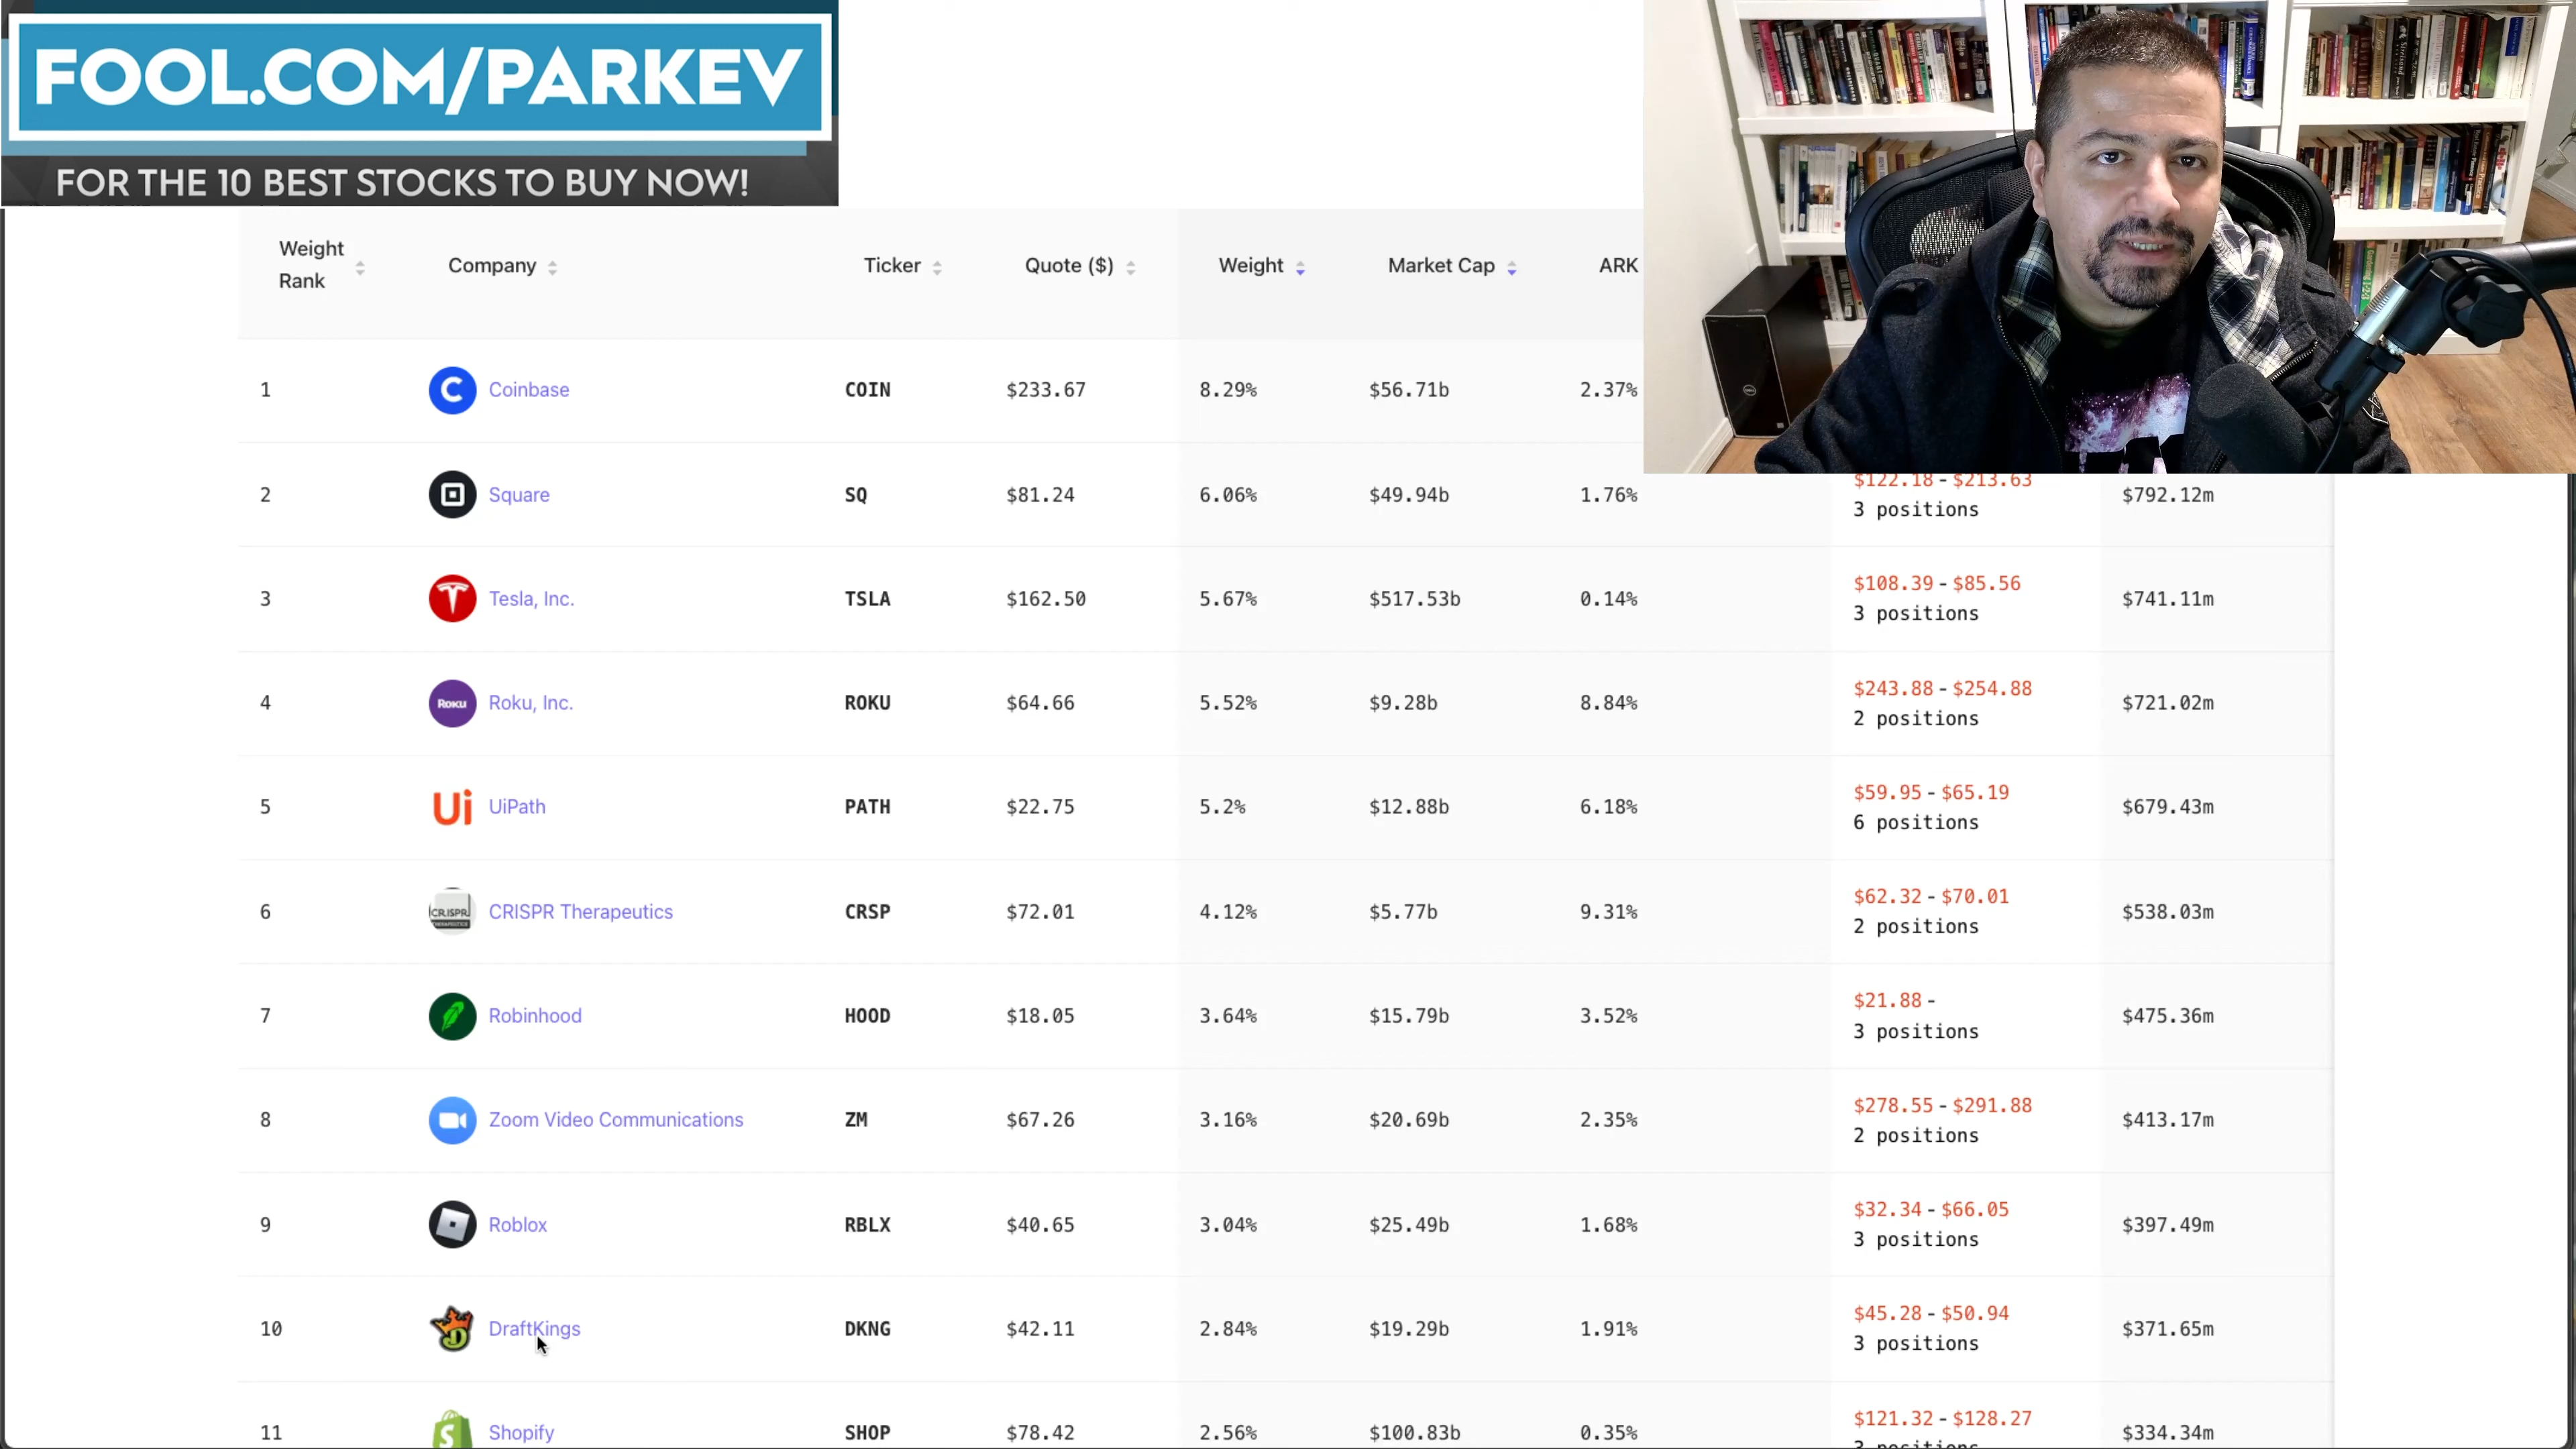 FOOL.COM/PARKEV
FOR THE 10 BEST STOCKS TO BUY NOW!
Weight Rank Company Ticker Quote ($) Weight Market Cap ARK
1 Coinbase COIN $233.67 8.29% $56.71b 2.37%
2 Square SQ $81.24 6.06% $49.94b 1.76% $122.18 - $213.63 3 positions $792.12m
3 Tesla, Inc. TSLA $162.50 5.67% $517.53b 0.14% $108.39 - $85.56 3 positions $741.11m
4 Roku Roku, Inc. ROKU $64.66 5.52% $9.28b 8.84% $243.88 - $254.88 2 positions $721.02m
5 Ui UiPath PATH $22.75 5.2% $12.88b 6.18% $59.95 - $65.19 6 positions $679.43m
6 CRISPR THERAPEUTICS CRISPR Therapeutics CRSP $72.01 4.12% $5.77b 9.31% $62.32 - $70.01 2 positions $538.03m
7 Robinhood HOOD $18.05 3.64% $15.79b 3.52% $21.88 - 3 positions $475.36m
8 Zoom Video Communications ZM $67.26 3.16% $20.69b 2.35% $278.55 - $291.88 2 positions $413.17m
9 Roblox RBLX $40.65 3.04% $25.49b 1.68% $32.34 - $66.05 3 positions $397.49m
10 DraftKings DKNG $42.11 2.84% $19.29b 1.91% $45.28 - $50.94 3 positions $371.65m
11 Shopify SHOP $78.42 2.56% $100.83b 0.35% $121.32 - $128.27 3 positions $334.34m